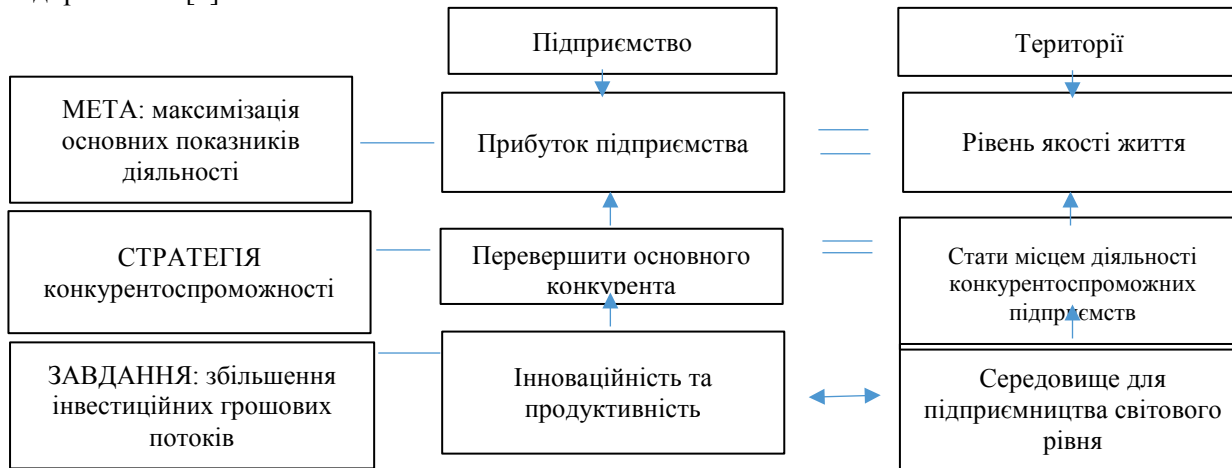 Підприємство
Території
МЕТА: максимізація
основних показників
діяльності
Прибуток підприємства
Рівень якості життя
СТРАТЕГІЯ
конкурентоспроможності
Перевершити основного
конкурента
Стати місцем діяльності
конкурентоспроможних
підприємств
ЗАВДАННЯ: збільшення
інвестиційних грошових
потоків
Інноваційність та
продуктивність
Середовище для
підприємництва світового
рівня